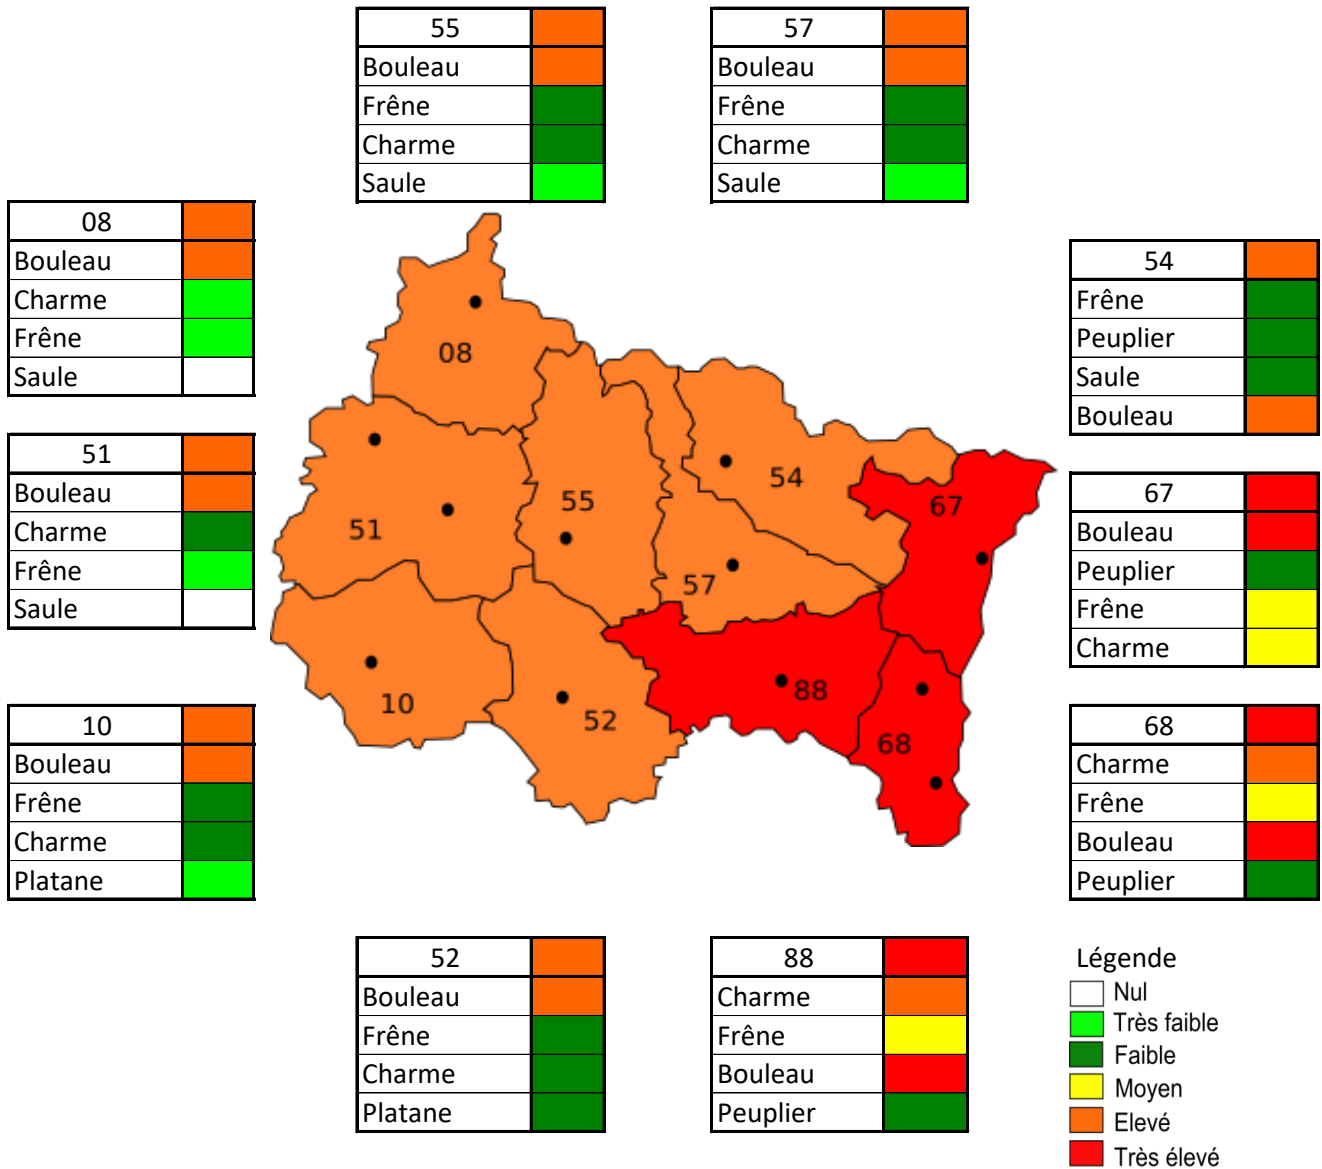 55
Bouleau
Frêne
Charme
Saule
57
Bouleau
Frêne
Charme
Saule
08
Bouleau
Charme
Frêne
Saule
51
Bouleau
Charme
Frêne
Saule
10
Bouleau
Frêne
Charme
Platane
08
51
55
54
67
57
10
52
88
68
54
Frêne
Peuplier
Saule
Bouleau
67
Bouleau
Peuplier
Frêne
Charme
68
Charme
Frêne
Bouleau
Peuplier
52
Bouleau
Frêne
Charme
Platane
88
Charme
Frêne
Bouleau
Peuplier
Légende
Nul
Très faible
Faible
Moyen
Elevé
Très élevé